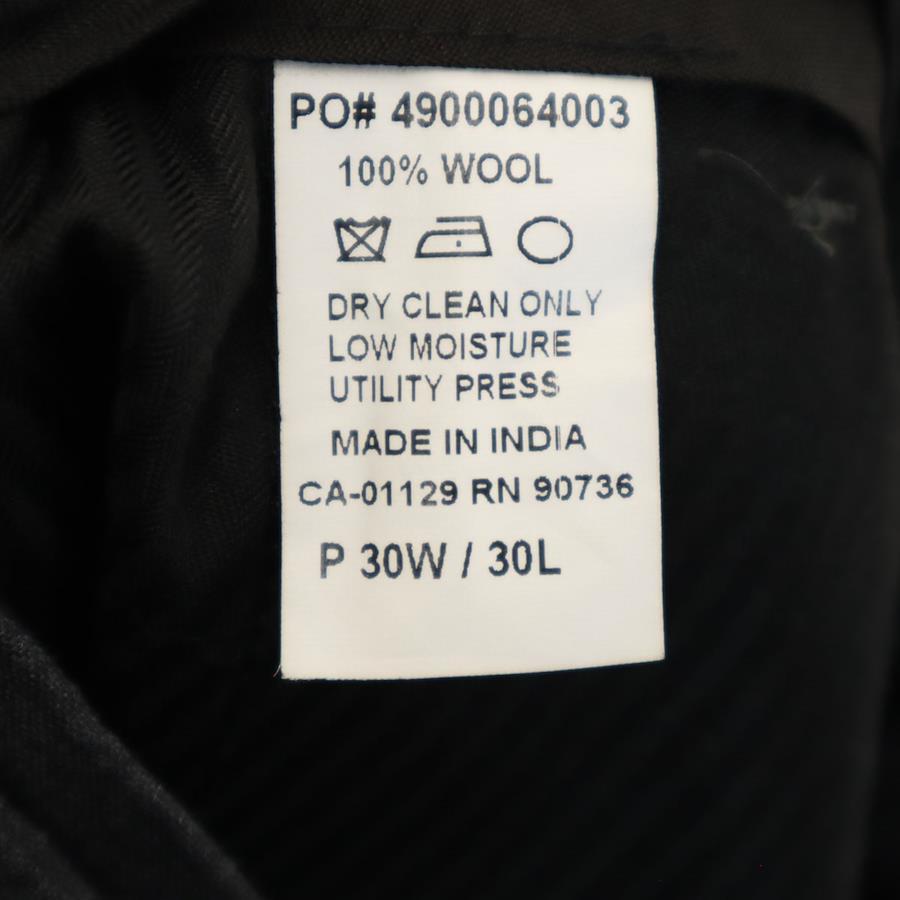 PO# 4900064003
100% WOOL
DRY CLEAN ONLY
LOW MOISTURE
UTILITY PRESS
MADE IN INDIA
CA-01129 RN 90736
P 30W / 30L